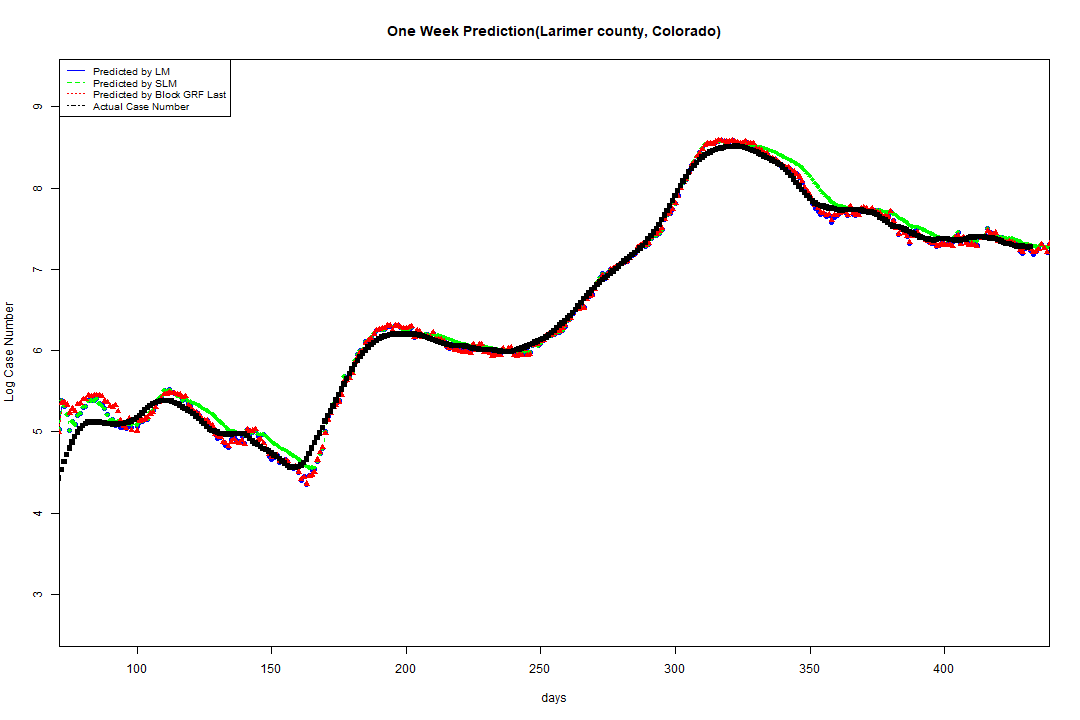 One Week Prediction(Larimer county, Colorado)
Predicted by LM
Predicted by SLM
Predicted by Block GRF Last
Actual Case Number
9
8
7
6
5
4
3
Log Case Number
100 150 200 250 300 350 400
days